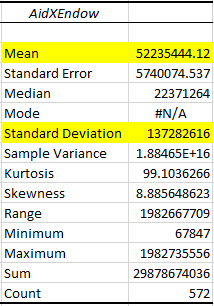 AidXEndow
Mean 52235444.12
Standard Error 5740074.537
Median 22371264
Mode #N/A
Standard Deviation 137282616
Sample Variance 1.88465E+16
Kurtosis 99.1036266
Skewness 8.885648623
Range 1982667709
Minimum 67847
Maximum 1982735556
Sum 29878674036
Count 572